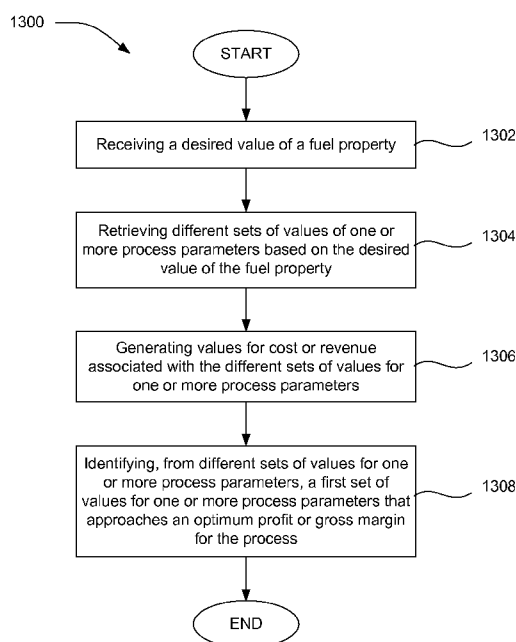 1300
START
Receiving a desired value of a fuel property
1302
Retrieving different sets of values of one or
more process parameters based on the desired
value of the fuel property
1304
Generating values for cost or revenue
associated with the different sets of values for
one or more process parameters
1306
Identifying, from different sets of values for one
or more process parameters, a first set of
values for one or more process parameters that
approaches an optimum profit or gross margin
for the process
1308
END